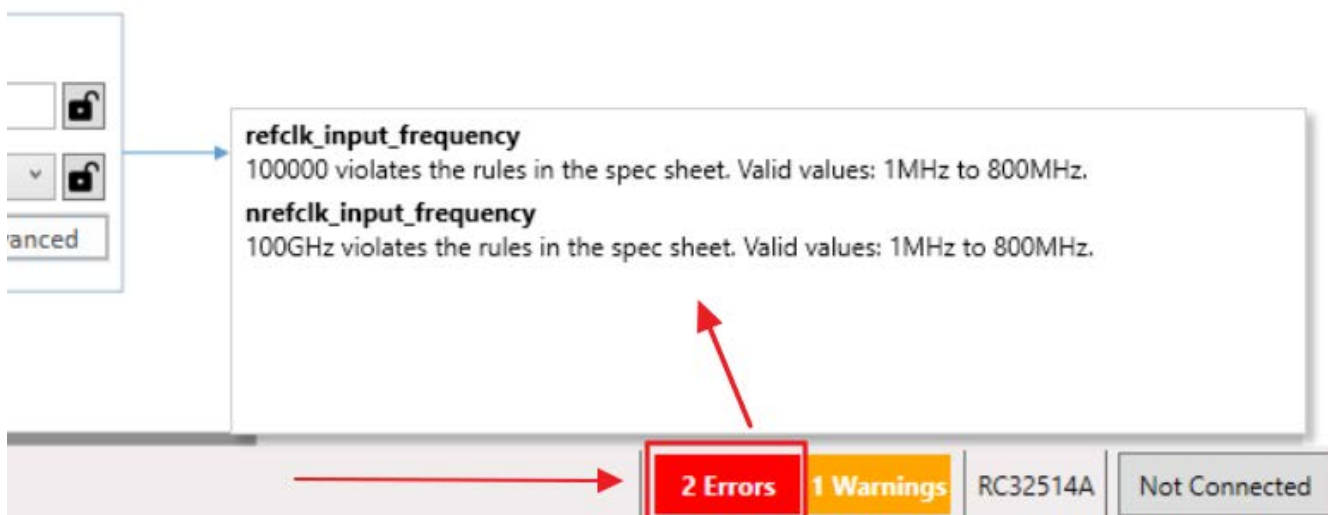 refclk_input_frequency
100000 violates the rules in the spec sheet. Valid values: 1MHz to 800MHz.
nrefclk_input_frequency
100GHz violates the rules in the spec sheet. Valid values: 1MHz to 800MHz.
vanced
2 Errors
1 Warnings
RC32514A
Not Connected